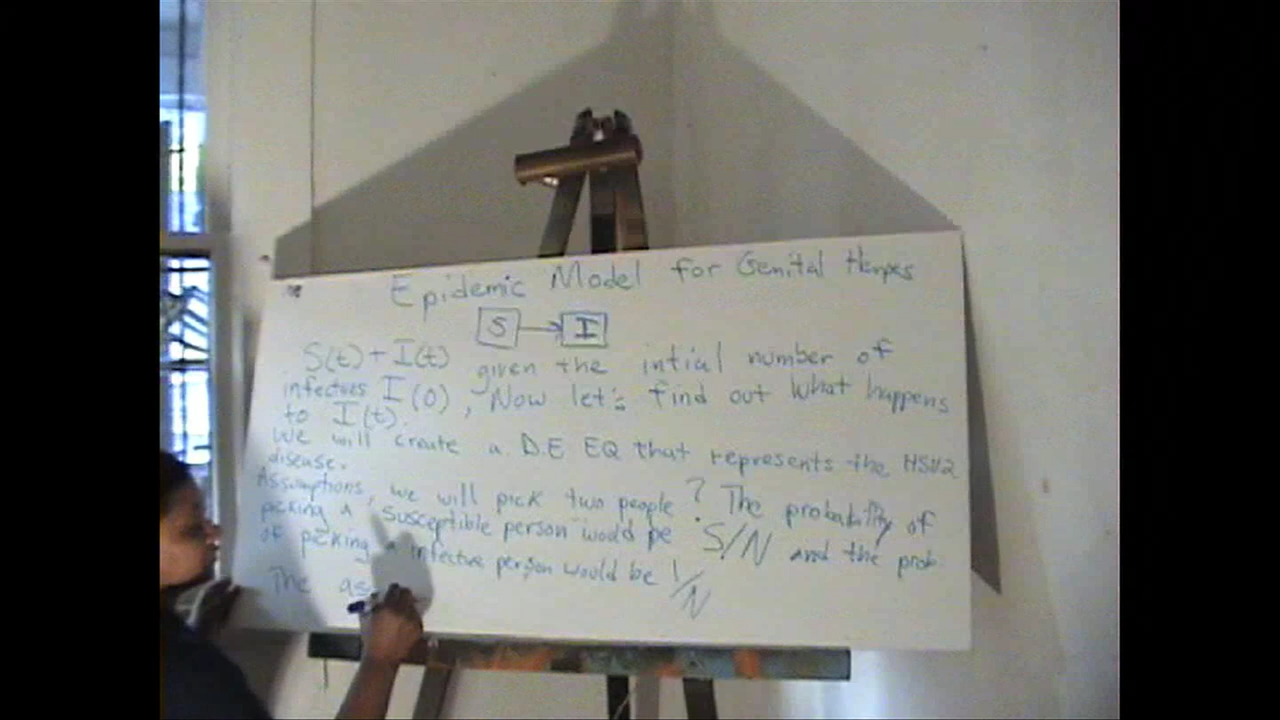 Epidemic Model for Genital Herpes
S → I
S(t) + I(t) given the intial number of
infectives I(0), Now let's find out what happens
to I(t).
We will create a D.E EQ that represents the HSV2
disease.
Assumptions, we will pick two people ? The probability of
picking a susceptible person would be S/N and the prob
of picking a infective person would be I/N
The ass